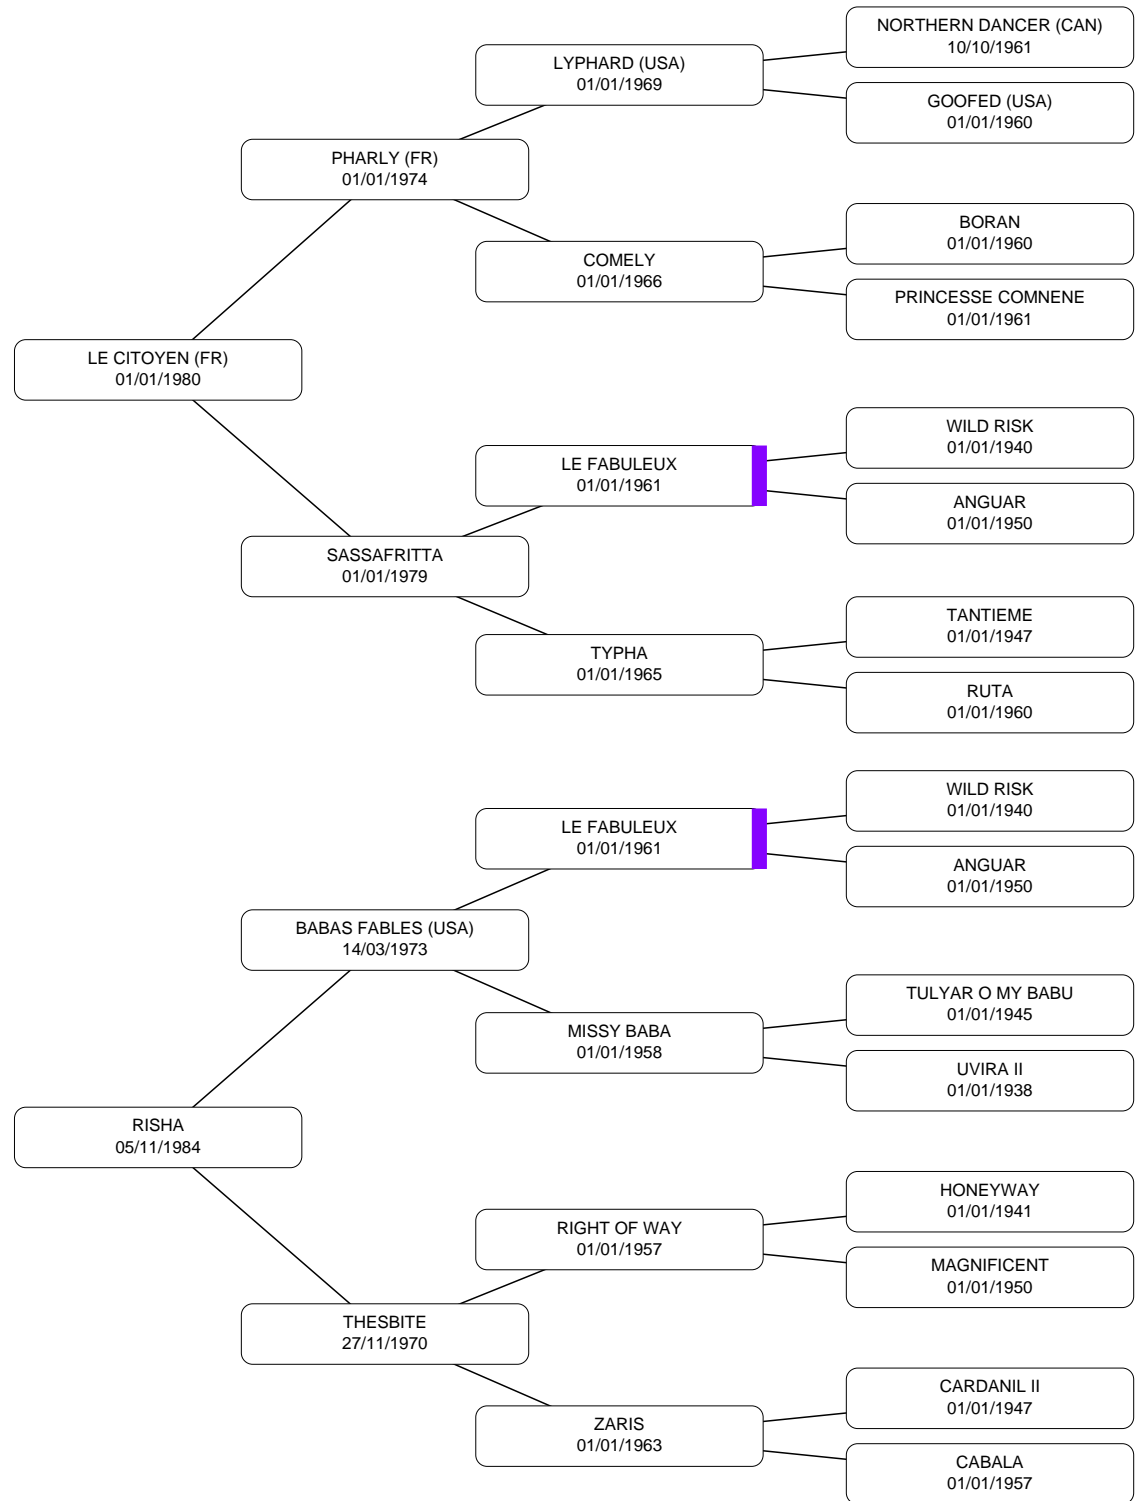 NORTHERN DANCER (CAN)
10/10/1961
LYPHARD (USA)
01/01/1969
GOOFED (USA)
01/01/1960
PHARLY (FR)
01/01/1974
BORAN
01/01/1960
COMELY
01/01/1966
PRINCESSE COMNENE
01/01/1961
LE CITOYEN (FR)
01/01/1980
WILD RISK
01/01/1940
LE FABULEUX
01/01/1961
ANGUAR
01/01/1950
SASSAFRITTA
01/01/1979
TANTIEME
01/01/1947
TYPHA
01/01/1965
RUTA
01/01/1960
WILD RISK
01/01/1940
LE FABULEUX
01/01/1961
ANGUAR
01/01/1950
BABAS FABLES (USA)
14/03/1973
TULYAR O MY BABU
01/01/1945
MISSY BABA
01/01/1958
UVIRA II
01/01/1938
RISHA
05/11/1984
HONEYWAY
01/01/1941
RIGHT OF WAY
01/01/1957
MAGNIFICENT
01/01/1950
THESBITE
27/11/1970
CARDANIL II
01/01/1947
ZARIS
01/01/1963
CABALA
01/01/1957